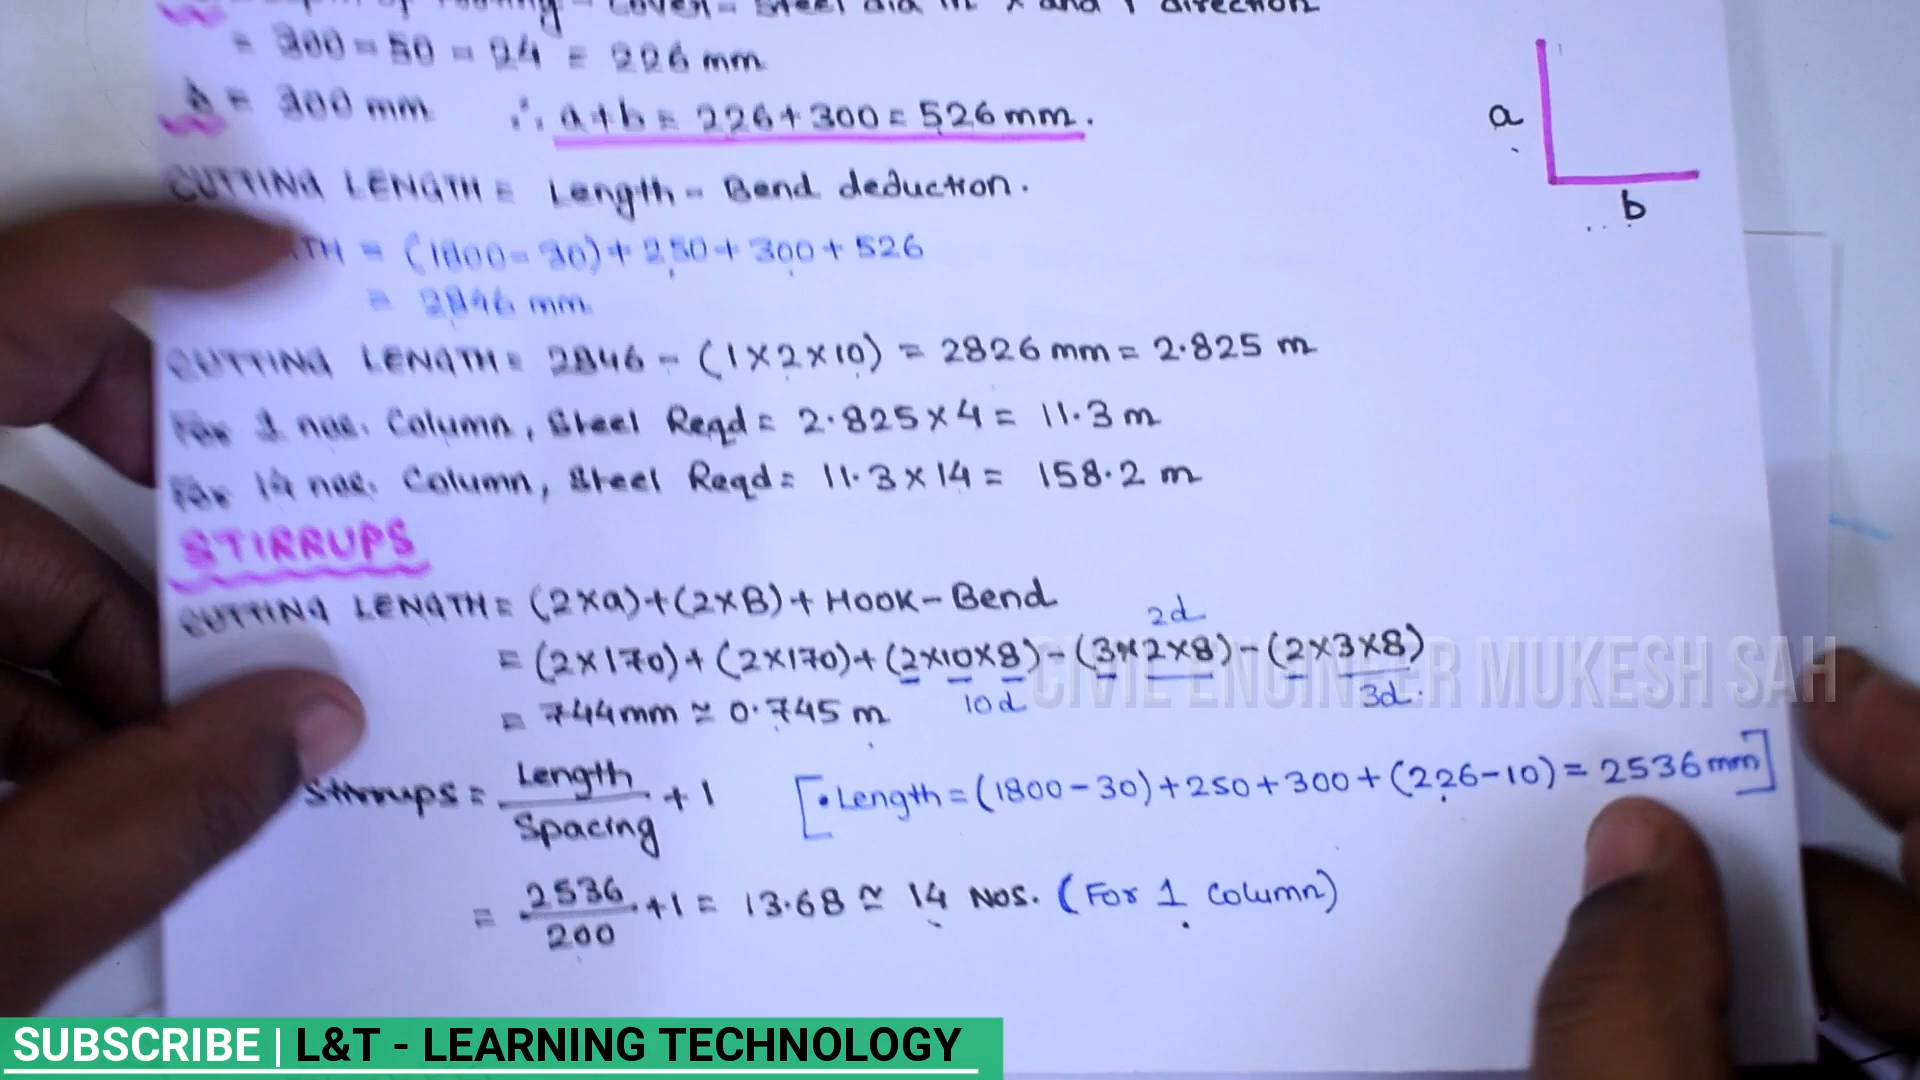 = 300 - 50 - 24 = 226 mm
b = 300 mm ∴ a+b = 226+300 = 526 mm.
a
b
CUTTING LENGTH = Length - Bend deduction.
= (1800-30)+250+300+526
= 2846 mm
CUTTING LENGTH = 2846 - (1×2×10) = 2826 mm = 2.825 m
For 1 nos. Column, Steel Reqd = 2.825×4 = 11.3 m
For 14 nos. Column, Steel Reqd = 11.3×14 = 158.2 m
STIRRUPS
CUTTING LENGTH = (2×a)+(2×B)+HOOK-Bend
2d
= (2×170)+(2×170)+(2×10×8)-(3×2×8)-(2×3×8)
10d 3d.
= 744mm ≃ 0.745 m
CIVIL ENGINEER MUKESH SAH
Stirrups = Length / Spacing + 1 [• Length = (1800-30)+250+300+(226-10) = 2536 mm]
= 2536 / 200 +1 = 13.68 ≃ 14 Nos. (For 1 Column)
SUBSCRIBE | L&T - LEARNING TECHNOLOGY